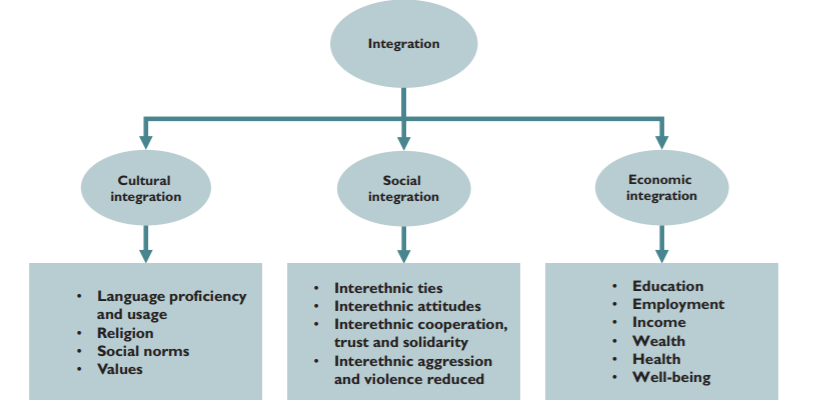 Integration
Cultural
integration
Social
integration
Economic
integration
• Language proficiency
and usage
• Religion
• Social norms
• Values
• Interethnic ties
• Interethnic attitudes
• Interethnic cooperation,
trust and solidarity
• Interethnic aggression
and violence reduced
• Education
• Employment
• Income
• Wealth
• Health
• Well-being